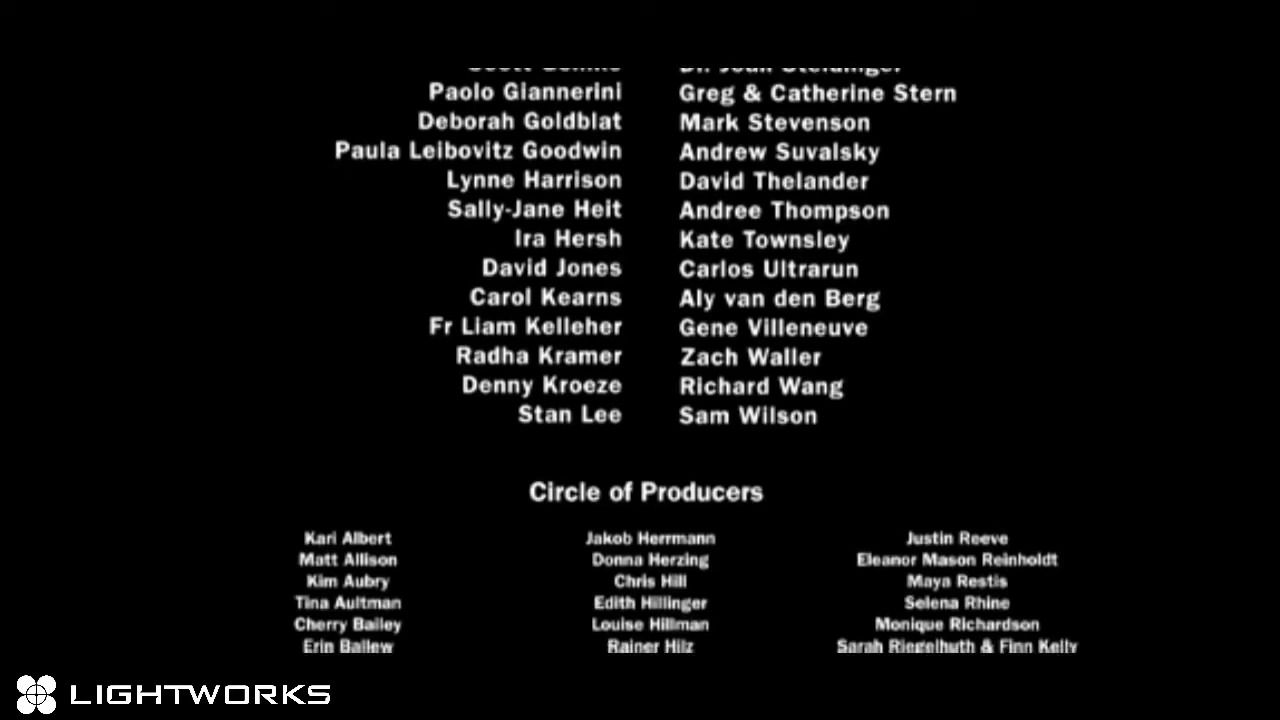 Paolo Giannerini Greg & Catherine Stern
Deborah Goldblat Mark Stevenson
Paula Leibovitz Goodwin Andrew Suvalsky
Lynne Harrison David Thelander
Sally-Jane Heit Andree Thompson
Ira Hersh Kate Townsley
David Jones Carlos Ultrarun
Carol Kearns Aly van den Berg
Fr Liam Kelleher Gene Villeneuve
Radha Kramer Zach Waller
Denny Kroeze Richard Wang
Stan Lee Sam Wilson
Circle of Producers
Kari Albert Jakob Herrmann Justin Reeve
Matt Allison Donna Herzing Eleanor Mason Reinholdt
Kim Aubry Chris Hill Maya Restis
Tina Aultman Edith Hillinger Selena Rhine
Cherry Bailey Louise Hillman Monique Richardson
Erin Ballew Rainer Hilz Sarah Riegelhuth & Finn Kelly
LIGHTWORKS